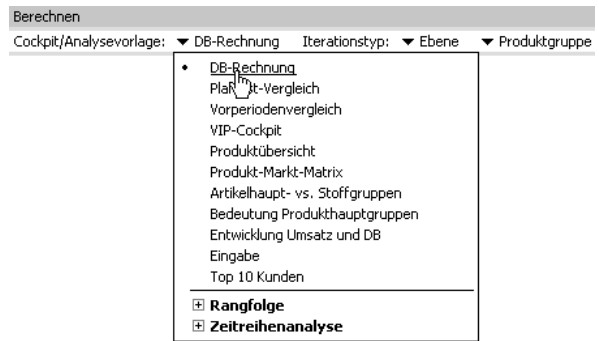 Berechnen
Cockpit/Analysevorlage: DB-Rechnung Iterationstyp: Ebene Produktgruppe
DB-Rechnung
Vorperiodenvergleich
VIP-Cockpit
Produktübersicht
Produkt-Markt-Matrix
Artikelhaupt- vs. Stoffgruppen
Bedeutung Produkthauptgruppen
Entwicklung Umsatz und DB
Eingabe
Top 10 Kunden
Rangfolge
Zeitreihenanalyse